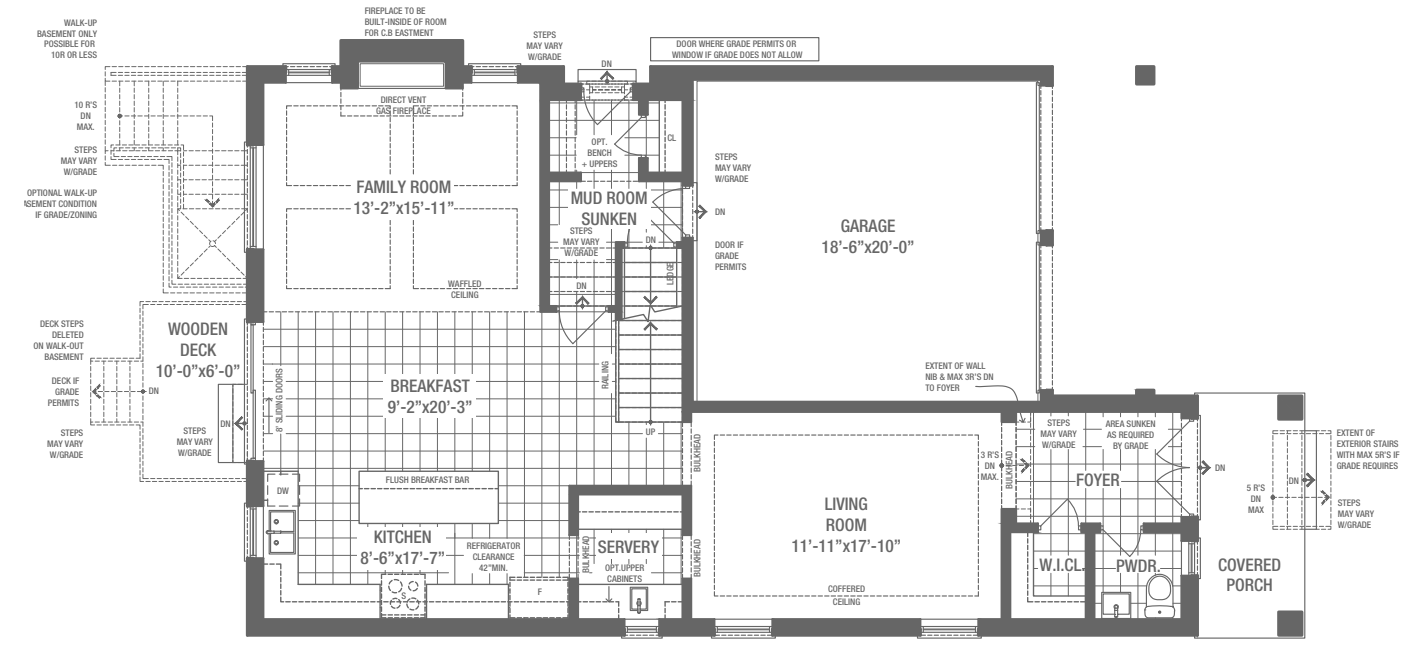 FIREPLACE TO BE
BUILT-INSIDE OF ROOM
FOR C.B EASTMENT
WALK-UP
BASEMENT ONLY
POSSIBLE FOR
10R OR LESS
STEPS
MAY VARY
W/GRADE
DOOR WHERE GRADE PERMITS OR
WINDOW IF GRADE DOES NOT ALLOW
DN
10 R'S
DN
MAX.
STEPS
MAY VARY
W/GRADE
OPTIONAL WALK-UP
ASEMENT CONDITION
IF GRADE/ZONING
DIRECT VENT
GAS FIREPLACE
FAMILY ROOM
13'-2"x15'-11"
WAFFLED
CEILING
OPT.
BENCH
+ UPPERS
CL
MUD ROOM
SUNKEN
STEPS
MAY VARY
W/GRADE
DN
DN
LEDGE
STEPS
MAY VARY
W/GRADE
DN
DOOR IF
GRADE
PERMITS
GARAGE
18'-6"x20'-0"
DECK STEPS
DELETED
ON WALK-OUT
BASEMENT
DECK IF
GRADE
PERMITS
STEPS
MAY VARY
W/GRADE
WOODEN
DECK
10'-0"x6'-0"
DN
DN
STEPS
MAY VARY
W/GRADE
8' SLIDING DOORS
BREAKFAST
9'-2"x20'-3"
RAILING
UP
EXTENT OF WALL
NIB & MAX 3R'S DN
TO FOYER
DW
FLUSH BREAKFAST BAR
KITCHEN
8'-6"x17'-7"
REFRIGERATOR
CLEARANCE
42"MIN.
S
F
BULKHEAD
SERVERY
OPT.UPPER
CABINETS
BULKHEAD
BULKHEAD
LIVING
ROOM
11'-11"x17'-10"
COFFERED
CEILING
3 R'S
DN
MAX.
BULKHEAD
STEPS
MAY VARY
W/GRADE
AREA SUNKEN
AS REQUIRED
BY GRADE
FOYER
W.I.CL.
PWDR.
DN
COVERED
PORCH
DN
5 R'S
DN
MAX
EXTENT OF
EXTERIOR STAIRS
WITH MAX 5R'S IF
GRADE REQUIRES
STEPS
MAY VARY
W/GRADE